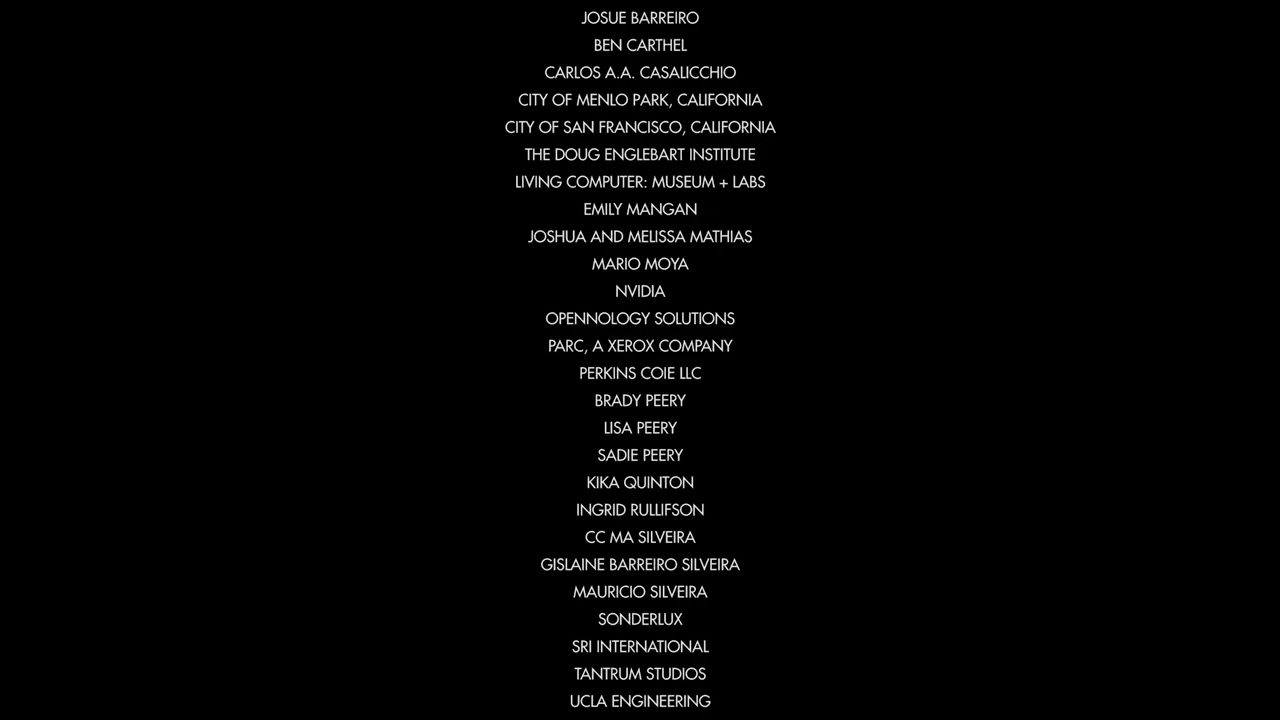 JOSUE BARREIRO
BEN CARTHEL
CARLOS A.A. CASALICCHIO
CITY OF MENLO PARK, CALIFORNIA
CITY OF SAN FRANCISCO, CALIFORNIA
THE DOUG ENGLEBART INSTITUTE
LIVING COMPUTER: MUSEUM + LABS
EMILY MANGAN
JOSHUA AND MELISSA MATHIAS
MARIO MOYA
NVIDIA
OPENNOLOGY SOLUTIONS
PARC, A XEROX COMPANY
PERKINS COIE LLC
BRADY PEERY
LISA PEERY
SADIE PEERY
KIKA QUINTON
INGRID RULLIFSON
CC MA SILVEIRA
GISLAINE BARREIRO SILVEIRA
MAURICIO SILVEIRA
SONDERLUX
SRI INTERNATIONAL
TANTRUM STUDIOS
UCLA ENGINEERING